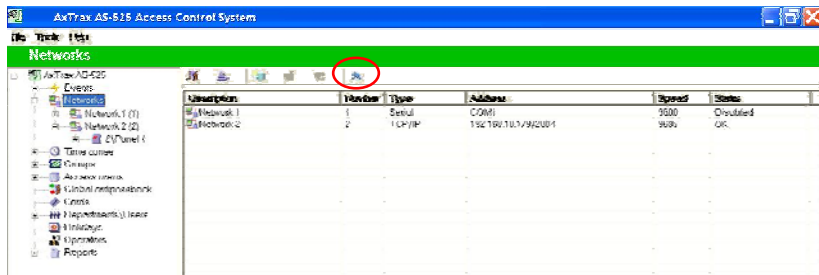 AxTrax AS-525 Access Control System
File Tools Help
Networks
AxTrax AS-525
Events
Networks
Network 1 (1)
Network 2 (2)
Time zones
Groups
Access areas
Global antipassback
Cards
Departments\Users
Holidays
Operators
Reports
Description Number Type Address Speed Status
Network 1 1 Serial COM1 9600 Disabled
Network 2 2 TCP/IP 9600 OK